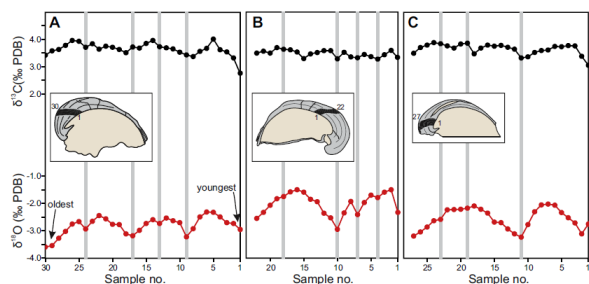 A
B
C
δ¹³C(‰ PDB)
4.0
3.0
2.0
30
1
1
22
27
1
δ¹⁸O (‰ PDB)
-1.0
-2.0
-3.0
-4.0
oldest
youngest
30 25 20 15 10 5 1
22 20 15 10 5 1
25 20 15 10 5 1
Sample no.
Sample no.
Sample no.